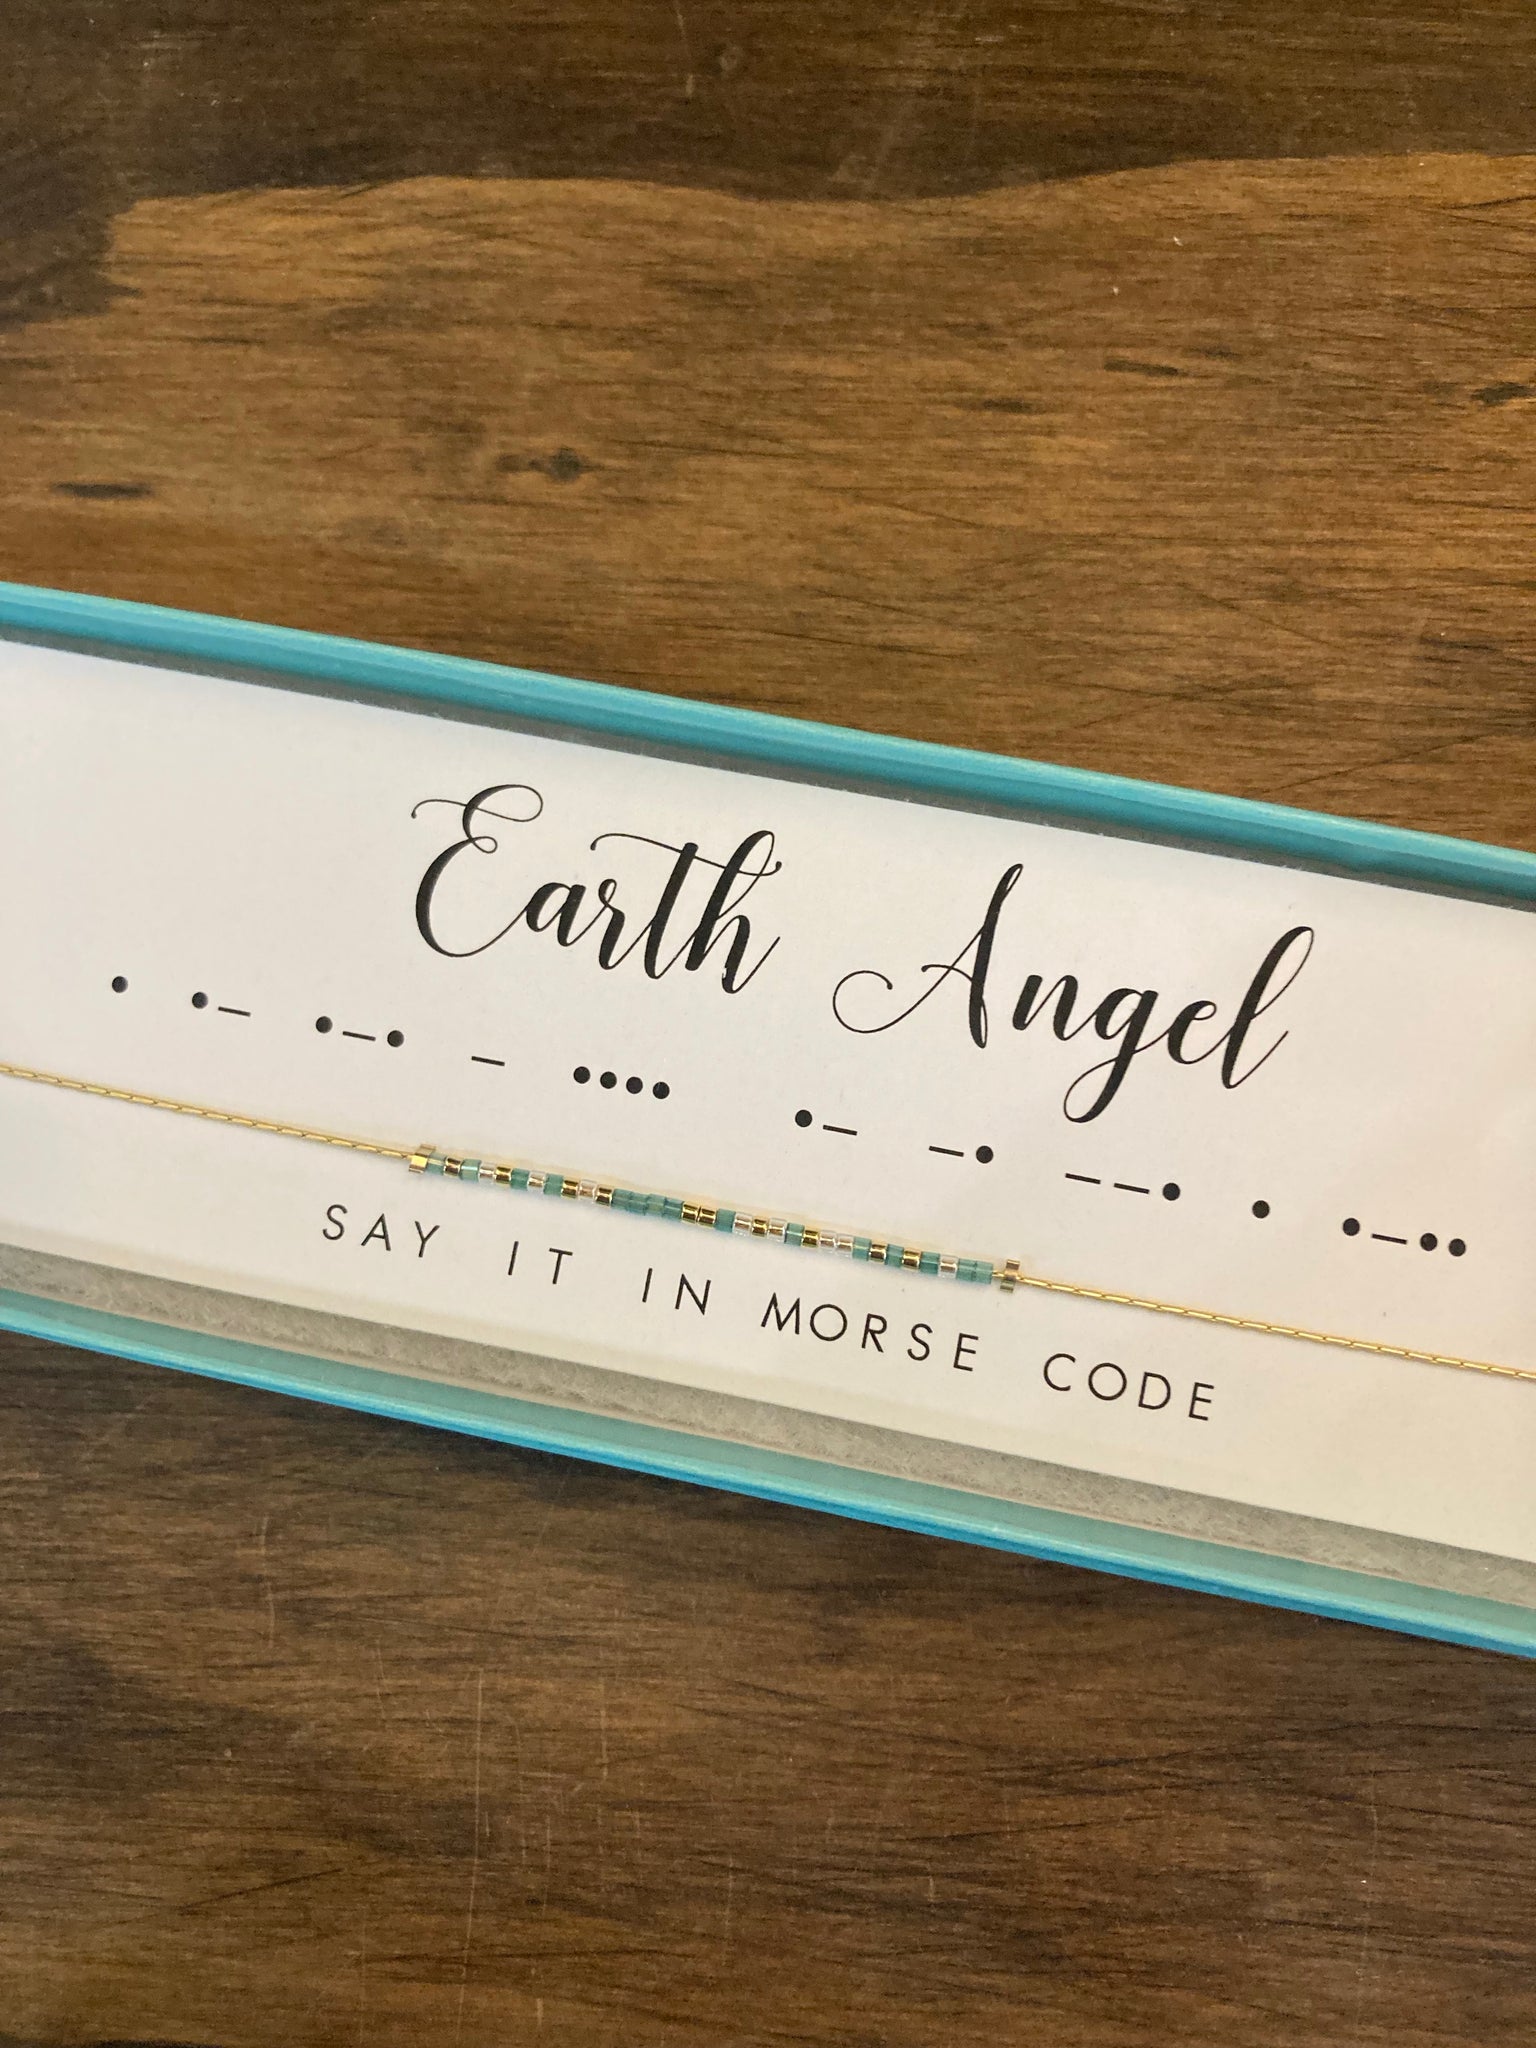 Earth Angel
• •– •–• – •••• •– –• ––• • •–••
SAY IT IN MORSE CODE